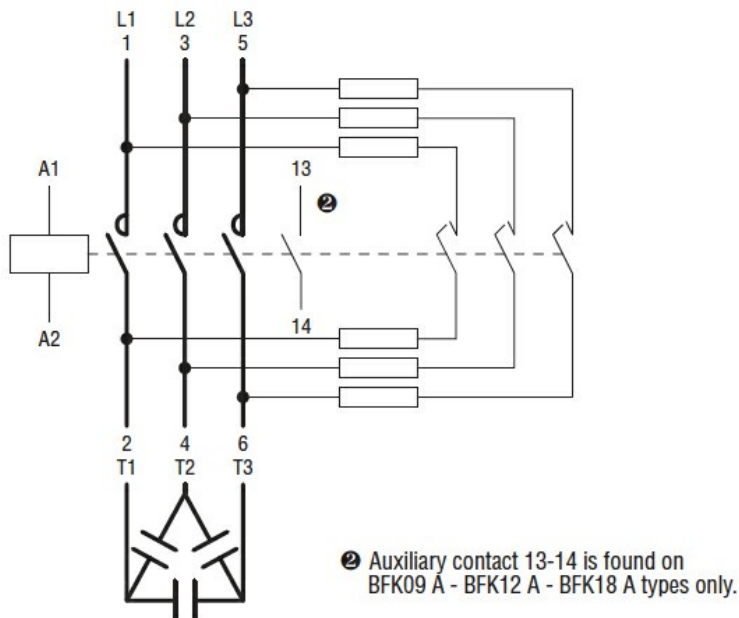 L1 L2 L3
1 3 5
A1 13
❷
A2 14
2 4 6
T1 T2 T3
❷ Auxiliary contact 13-14 is found on
BFK09 A - BFK12 A - BFK18 A types only.